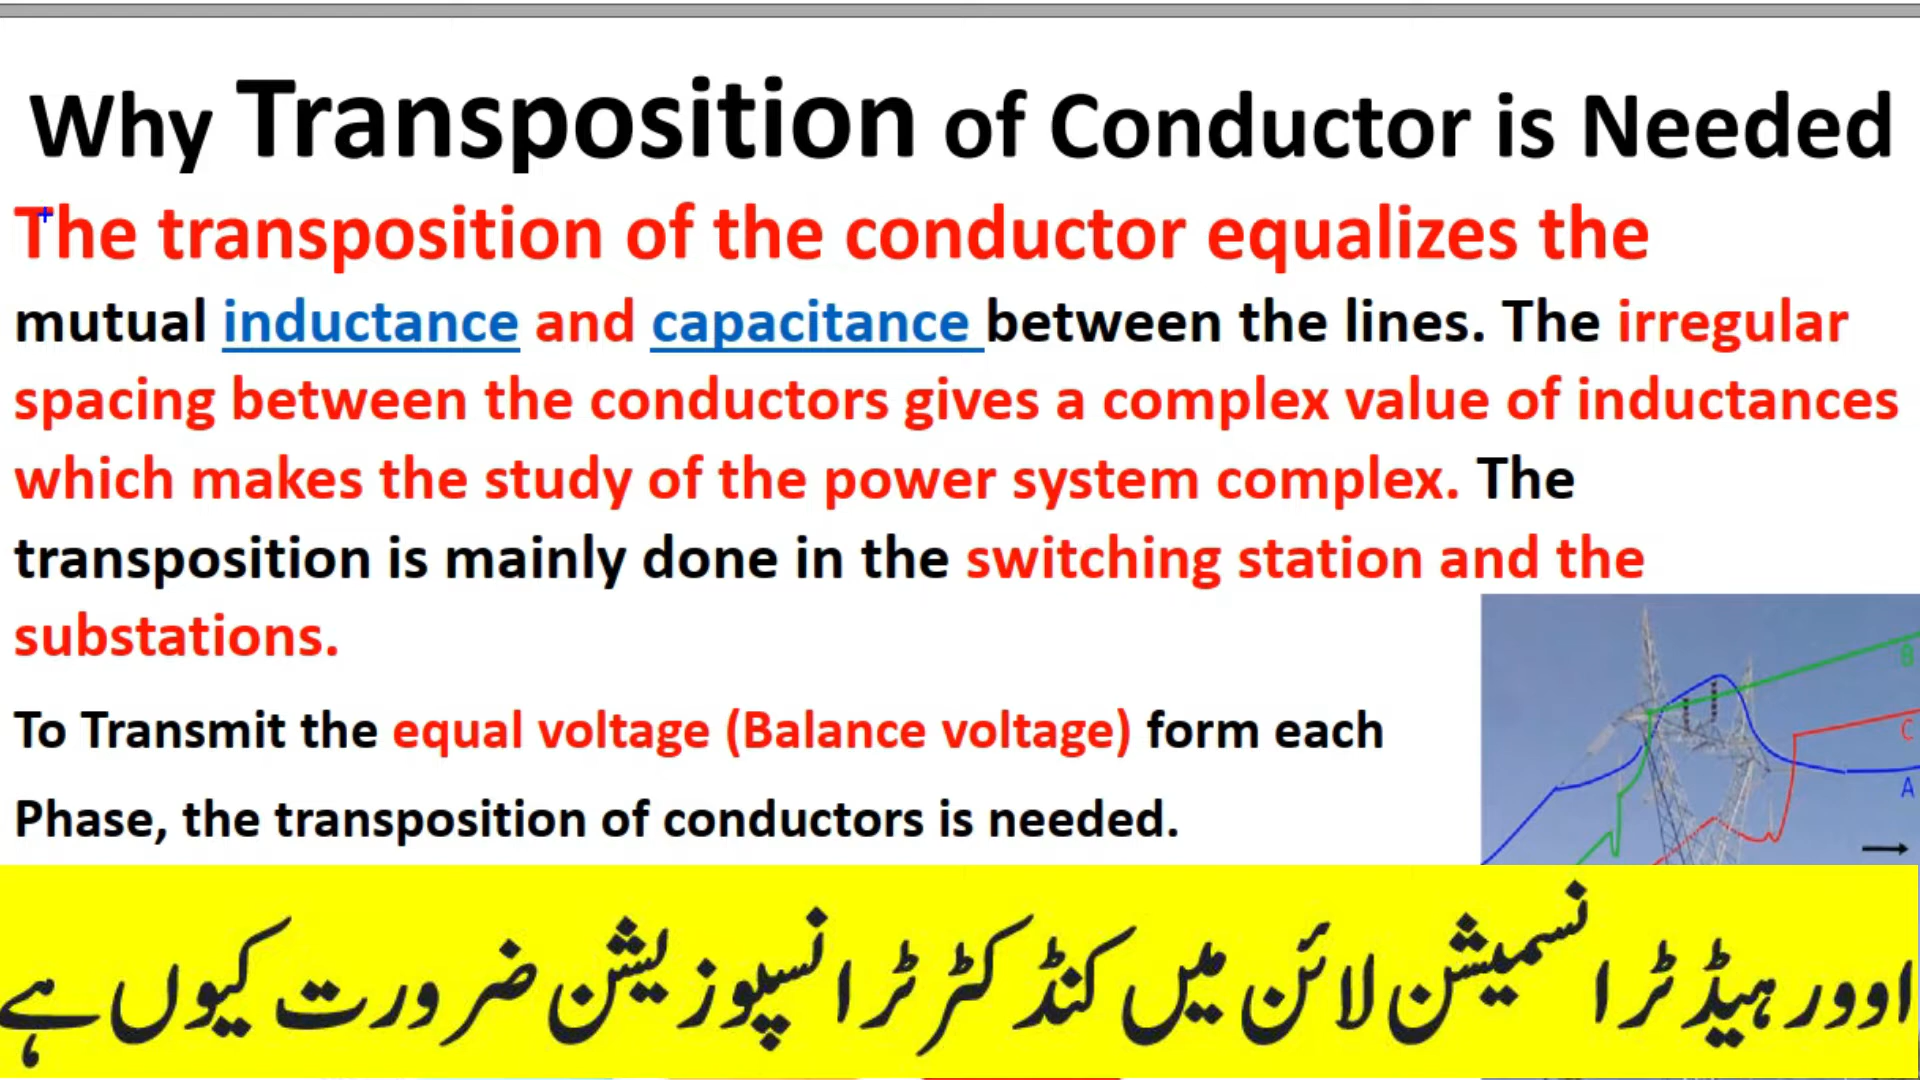 Why Transposition of Conductor is Needed
The transposition of the conductor equalizes the
mutual inductance and capacitance between the lines. The irregular
spacing between the conductors gives a complex value of inductances
which makes the study of the power system complex. The
transposition is mainly done in the switching station and the
substations.
To Transmit the equal voltage (Balance voltage) form each
Phase, the transposition of conductors is needed.
B
C
A
اوور ہیڈ ٹرانسمیشن لائن میں کنڈکٹر ٹرانسپوزیشن ضرورت کیوں ہے